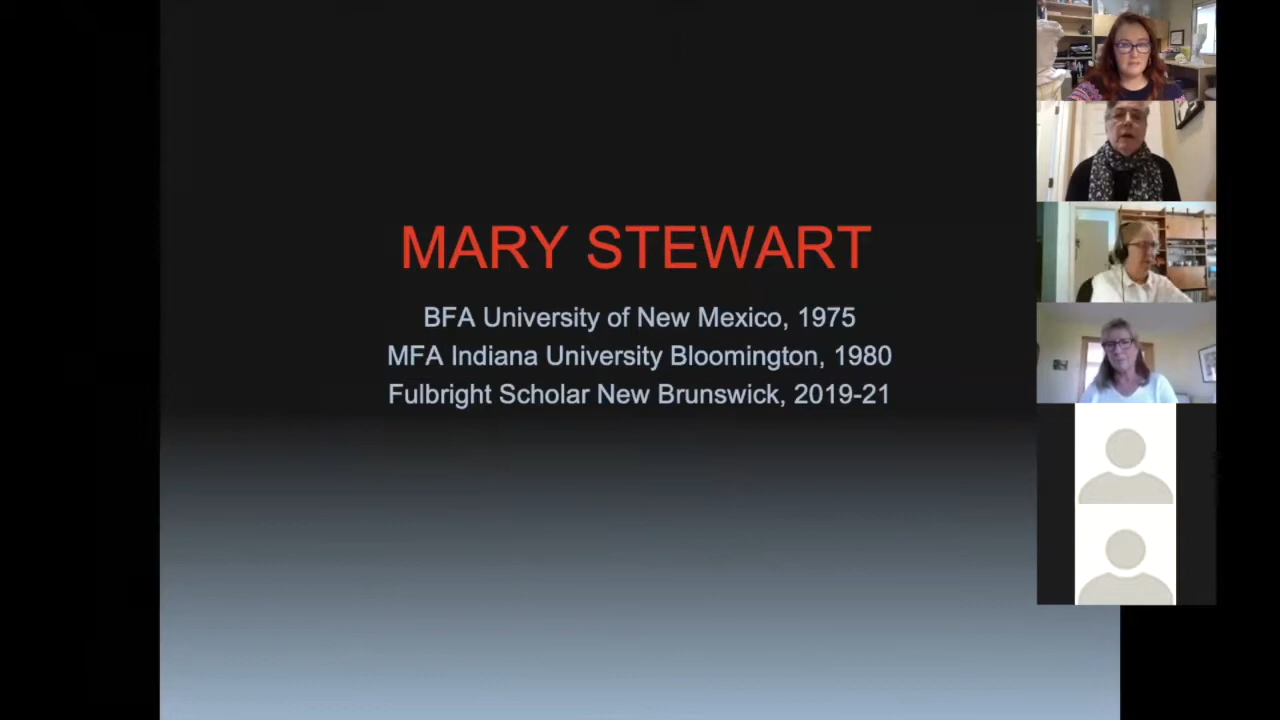 MARY STEWART
BFA University of New Mexico, 1975
MFA Indiana University Bloomington, 1980
Fulbright Scholar New Brunswick, 2019-21